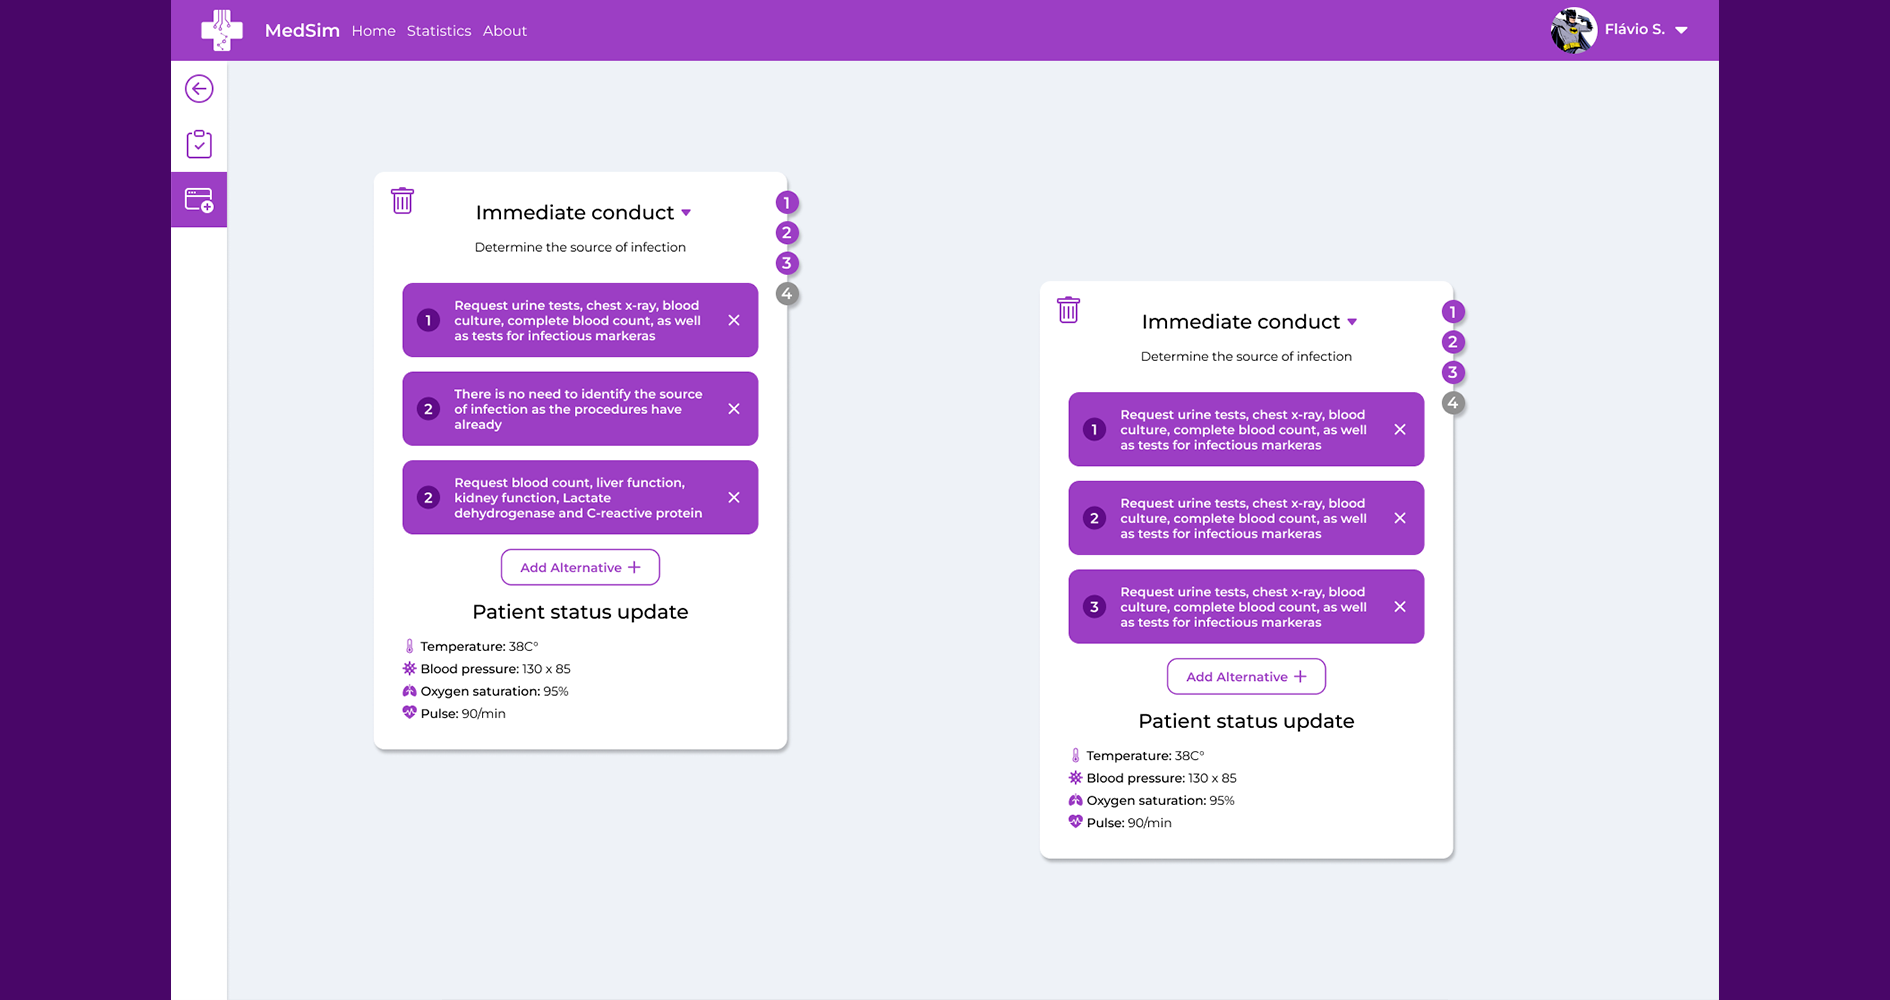 MedSim Home Statistics About
Flávio S.
Immediate conduct
Determine the source of infection
1
2
3
4
1
Request urine tests, chest x-ray, blood
culture, complete blood count, as well
as tests for infectious markeras
2
There is no need to identify the source
of infection as the procedures have
already
2
Request blood count, liver function,
kidney function, Lactate
dehydrogenase and C-reactive protein
Add Alternative +
Patient status update
Temperature: 38C°
Blood pressure: 130 x 85
Oxygen saturation: 95%
Pulse: 90/min
Immediate conduct
Determine the source of infection
1
2
3
4
1
Request urine tests, chest x-ray, blood
culture, complete blood count, as well
as tests for infectious markeras
2
Request urine tests, chest x-ray, blood
culture, complete blood count, as well
as tests for infectious markeras
3
Request urine tests, chest x-ray, blood
culture, complete blood count, as well
as tests for infectious markeras
Add Alternative +
Patient status update
Temperature: 38C°
Blood pressure: 130 x 85
Oxygen saturation: 95%
Pulse: 90/min